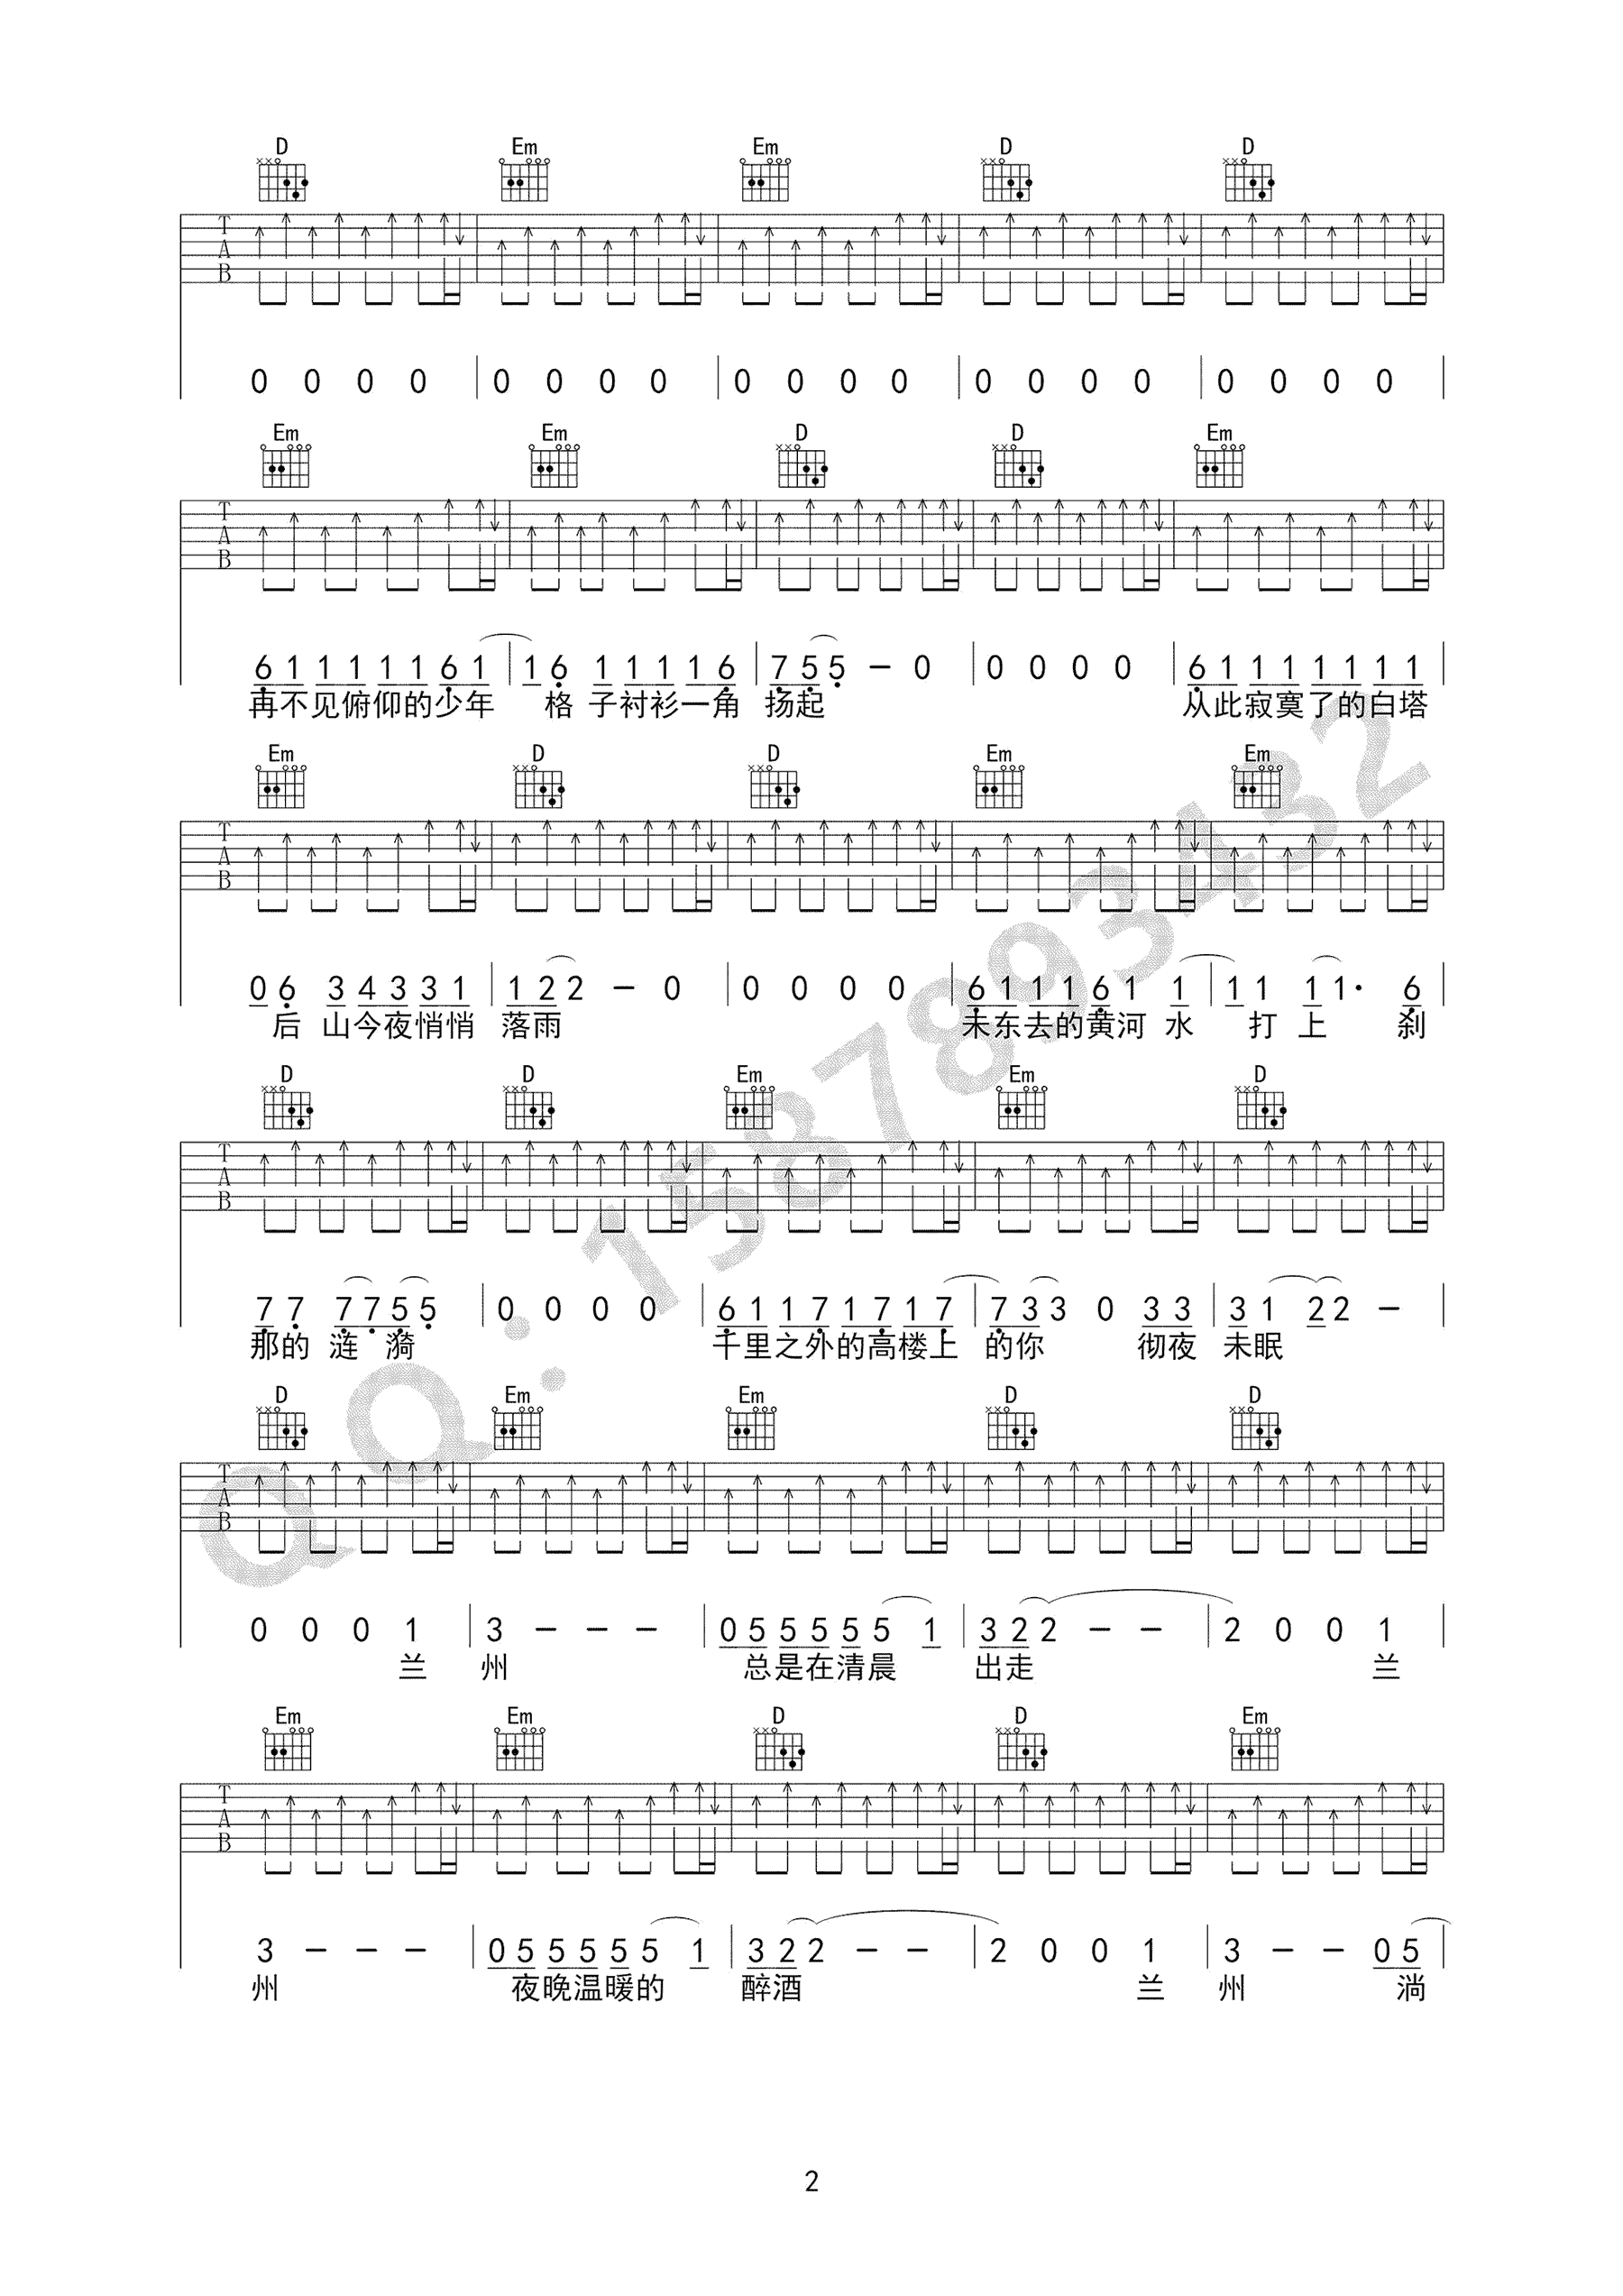 D Em Em D D
T A B
0 0 0 0 0 0 0 0 0 0 0 0 0 0 0 0 0 0 0 0
Em Em D D Em
T A B
6 1 1 1 1 1 6 1 1 6 1 1 1 1 6 7 5 5 - 0 0 0 0 0 6 1 1 1 1 1 1 1
再不见俯仰的少年 格子衬衫一角 扬起 从此寂寞了的白塔
Em D D Em Em
T A B
0 6 3 4 3 3 1 1 2 2 - 0 0 0 0 0 6 1 1 1 6 1 1 1 1 1 1· 6
后 山今夜悄悄 落雨 未东去的黄河 水 打 上 刹
D D Em Em D
T A B
7 7 7 7 5 5 0 0 0 0 6 1 1 7 1 7 1 7 7 3 3 0 3 3 3 1 2 2 -
那的 涟 漪 千里之外的高楼上 的你 彻夜 未眠
D Em Em D D
T A B
0 0 0 1 3 - - - 0 5 5 5 5 5 1 3 2 2 - - 2 0 0 1
兰 州 总是在清晨 出走 兰
Em Em D D Em
T A B
3 - - - 0 5 5 5 5 5 1 3 2 2 - - 2 0 0 1 3 - - 0 5
州 夜晚温暖的 醉酒 兰 州 淌
QQ:1587893432
2